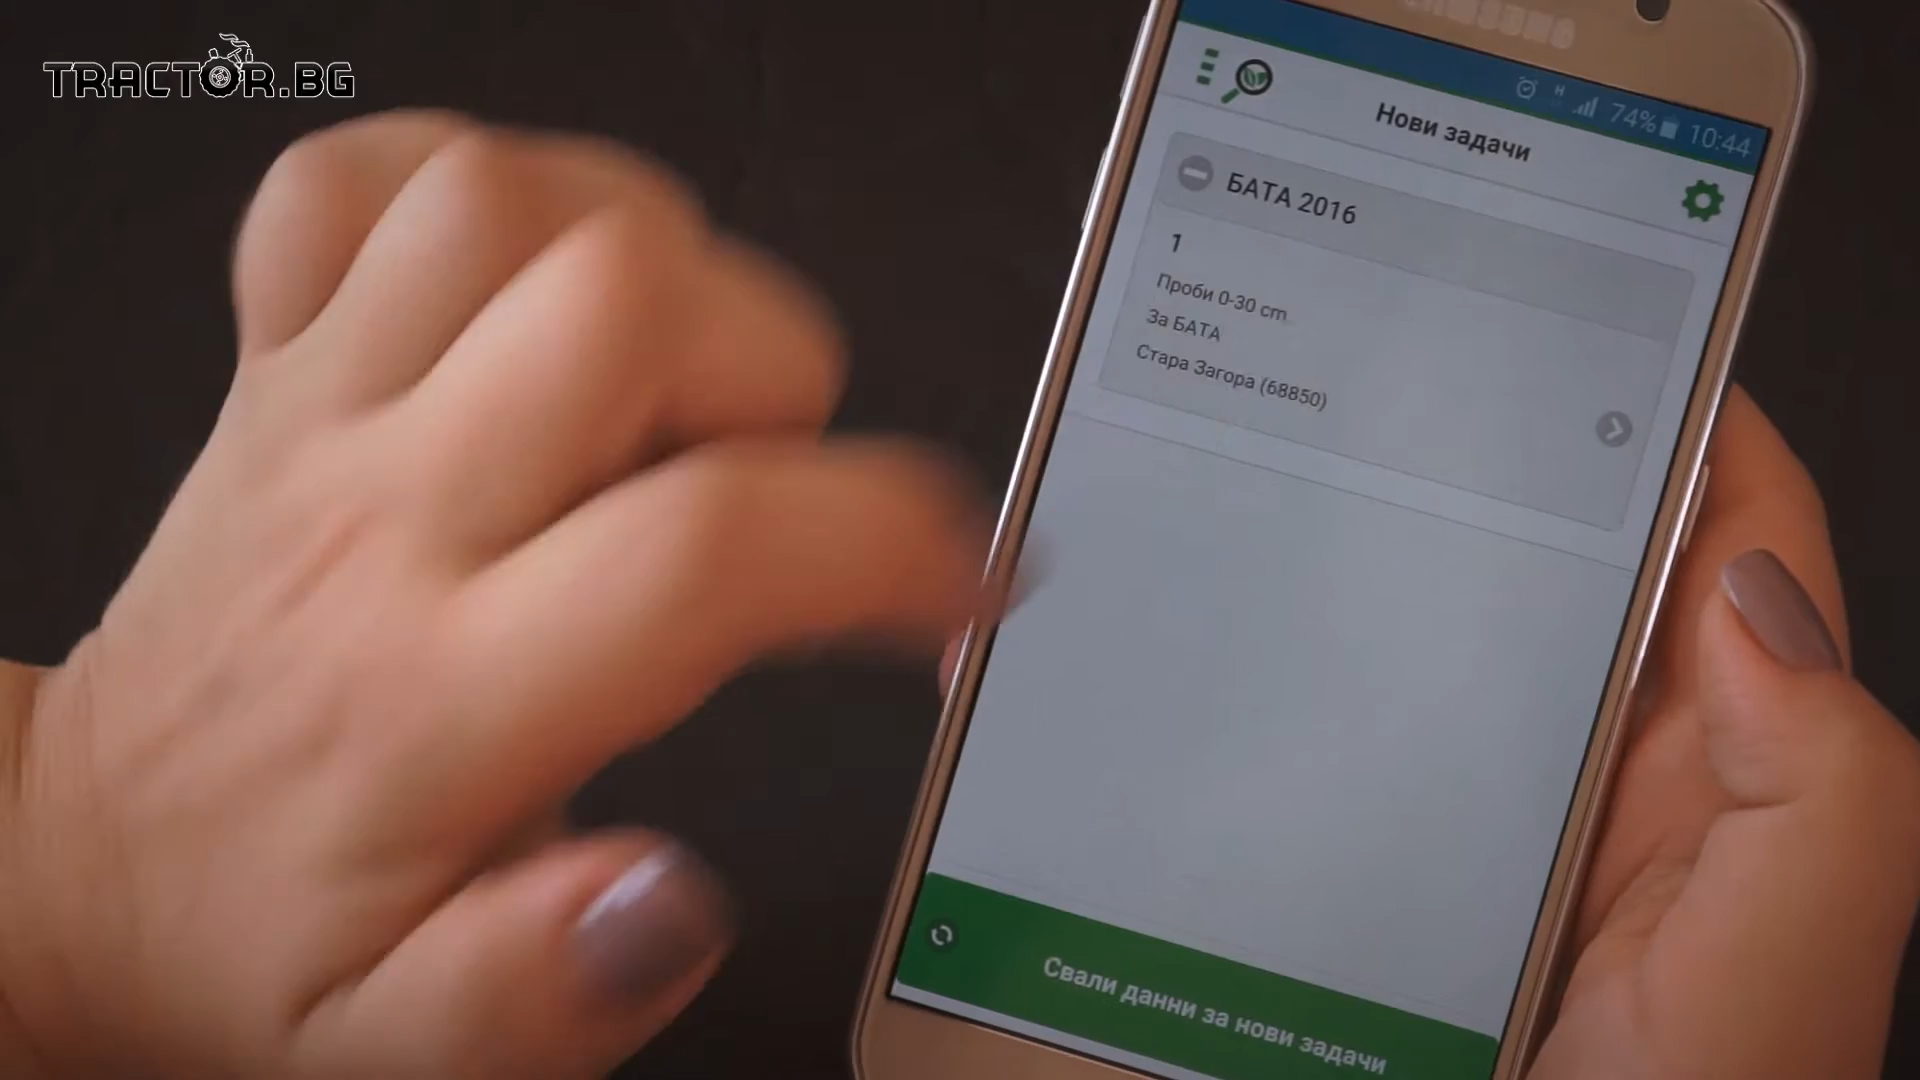 TRACTOR.BG
SAMSUNG
H 74% 10:44
Нови задачи
БАТА 2016
1
Проби 0-30 cm
За БАТА
Стара Загора (68850)
Свали данни за нови задачи